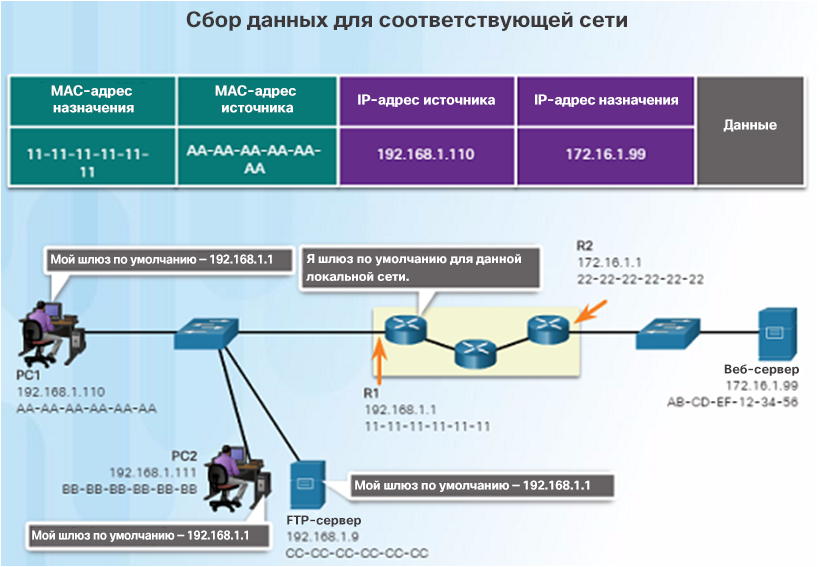 Сбор данных для соответствующей сети
MAC-адрес
назначения
MAC-адрес
источника
IP-адрес источника
IP-адрес назначения
Данные
11-11-11-11-11-
11
AA-AA-AA-AA-AA-
AA
192.168.1.110
172.16.1.99
Мой шлюз по умолчанию – 192.168.1.1
Я шлюз по умолчанию для данной
локальной сети.
R2
172.16.1.1
22-22-22-22-22-22
PC1
192.168.1.110
AA-AA-AA-AA-AA-AA
R1
192.168.1.1
11-11-11-11-11-11
Веб-сервер
172.16.1.99
AB-CD-EF-12-34-56
PC2
192.168.1.111
BB-BB-BB-BB-BB-BB
Мой шлюз по умолчанию – 192.168.1.1
Мой шлюз по умолчанию – 192.168.1.1
FTP-сервер
192.168.1.9
CC-CC-CC-CC-CC-CC